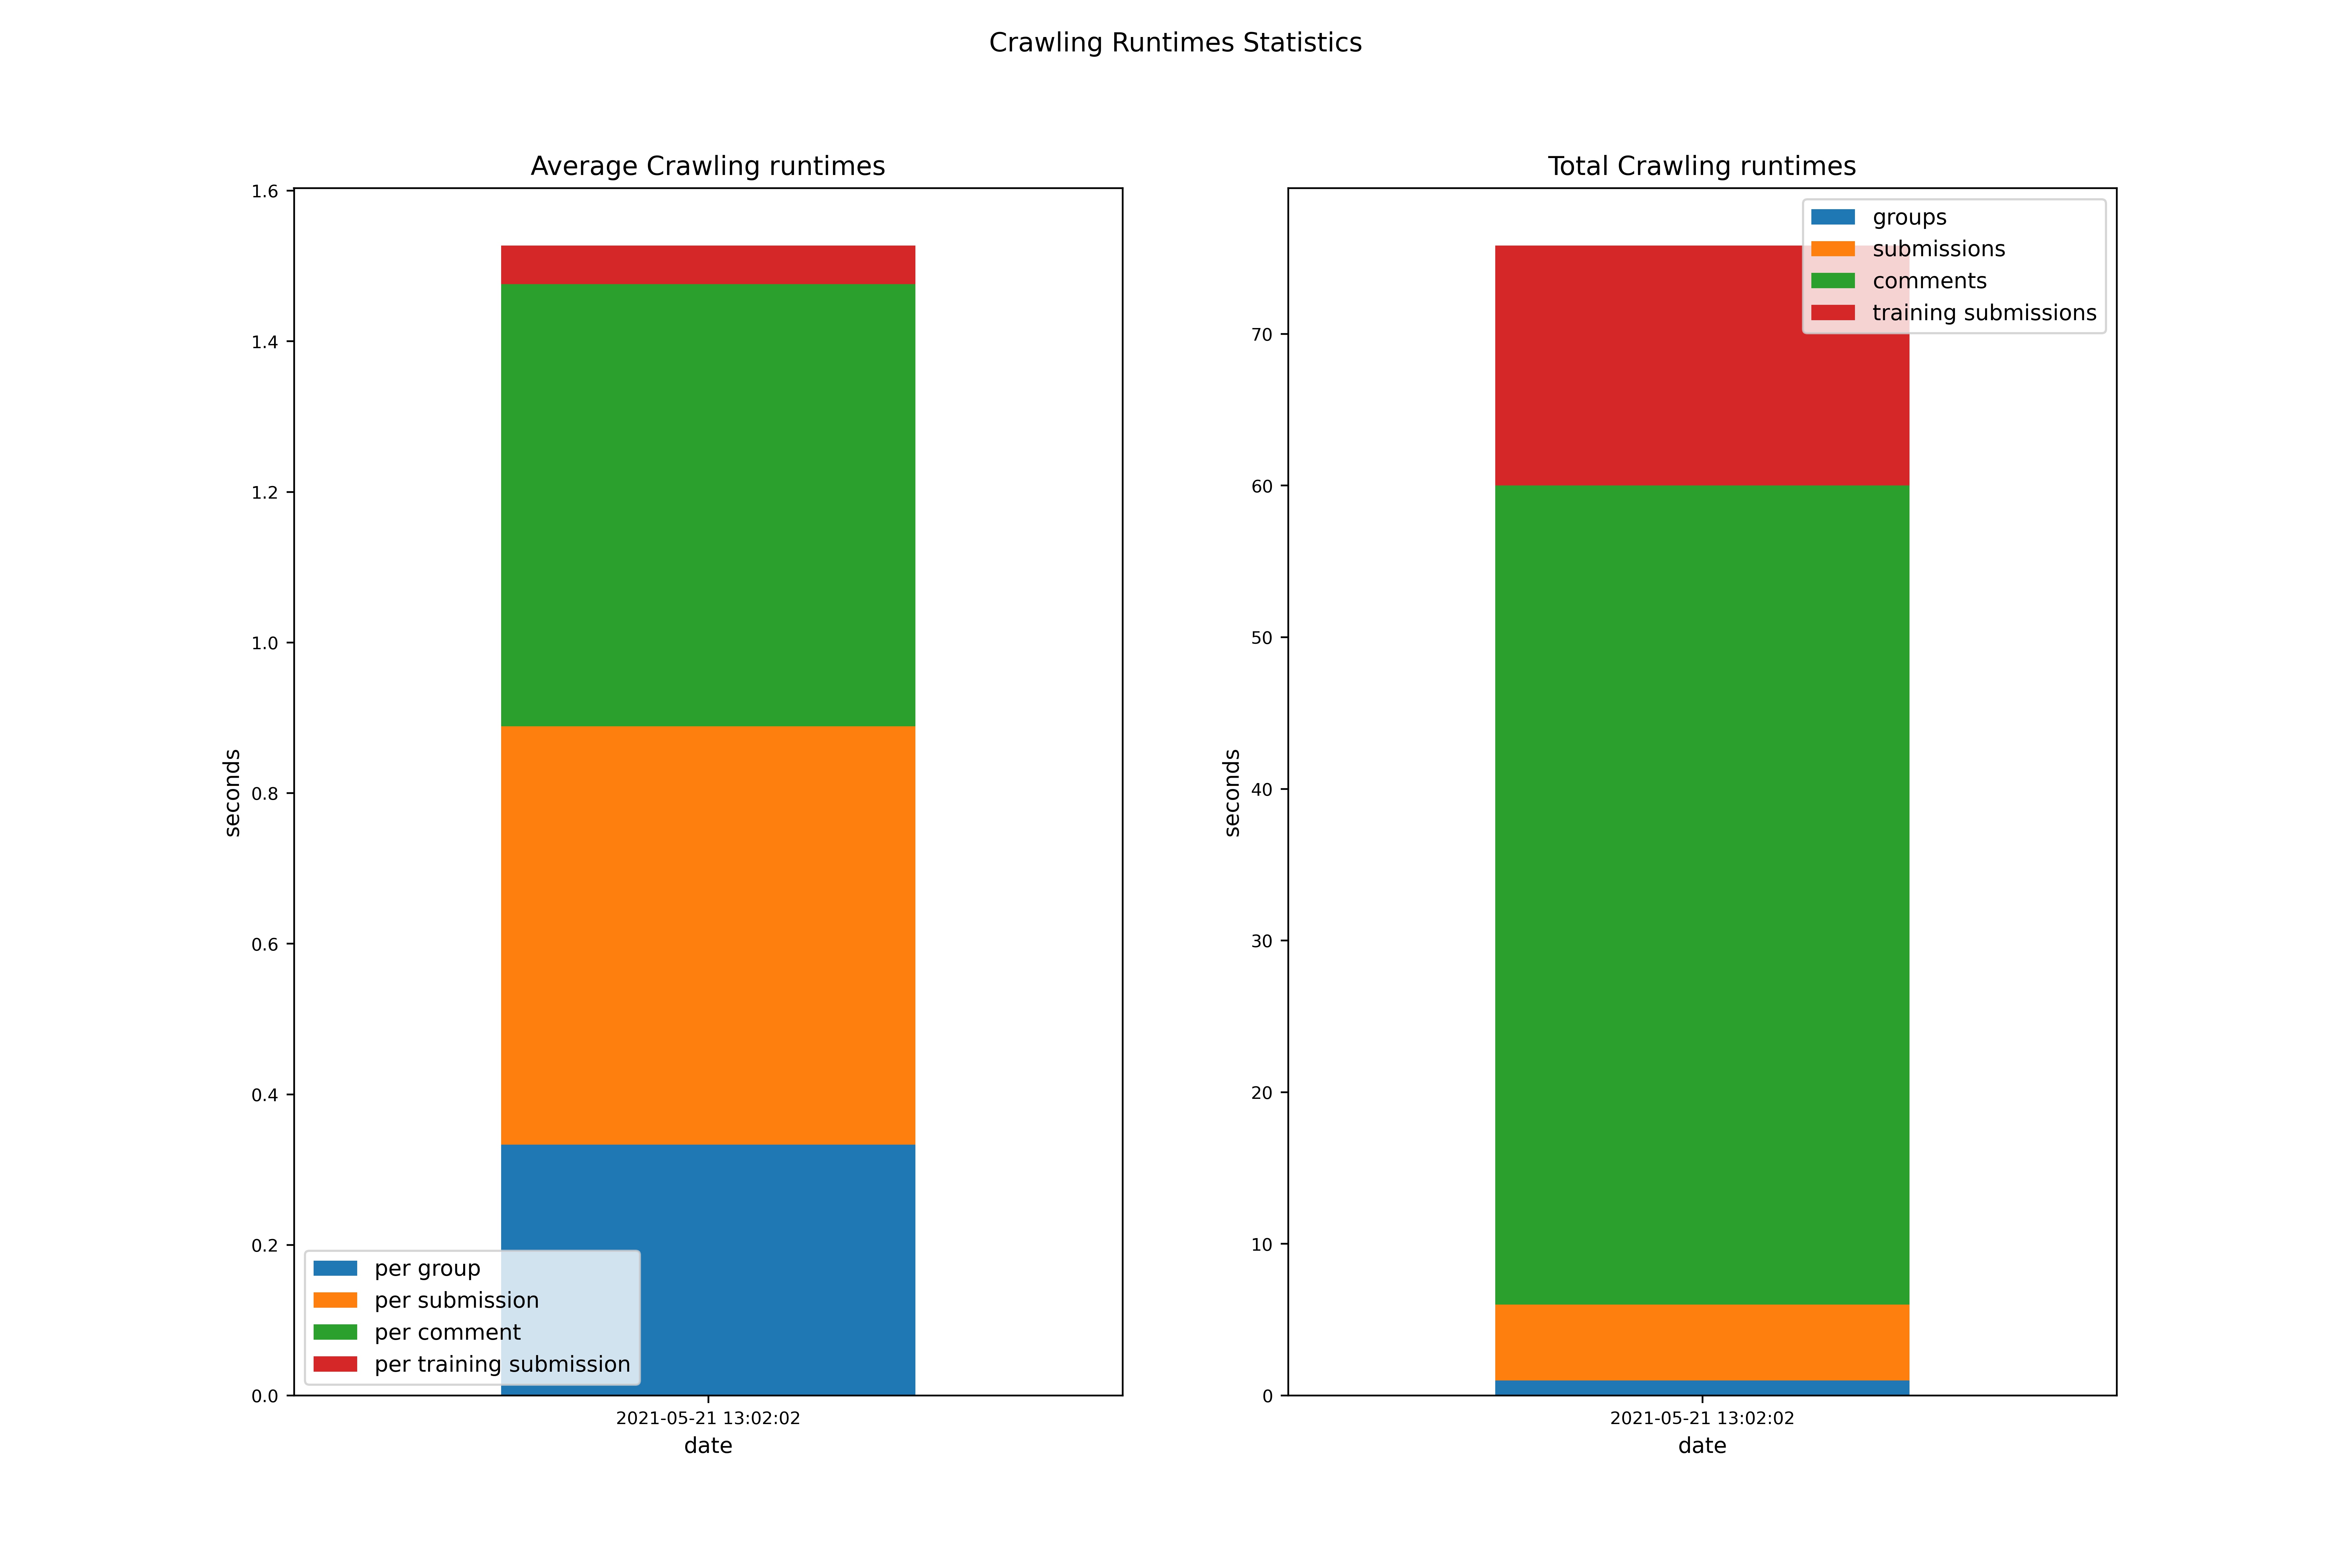 Crawling Runtimes Statistics
Average Crawling runtimes
1.6
1.4
1.2
1.0
0.8
0.6
0.4
0.2
0.0
seconds
per group
per submission
per comment
per training submission
2021-05-21 13:02:02
date
Total Crawling runtimes
70
60
50
40
30
20
10
0
seconds
groups
submissions
comments
training submissions
2021-05-21 13:02:02
date